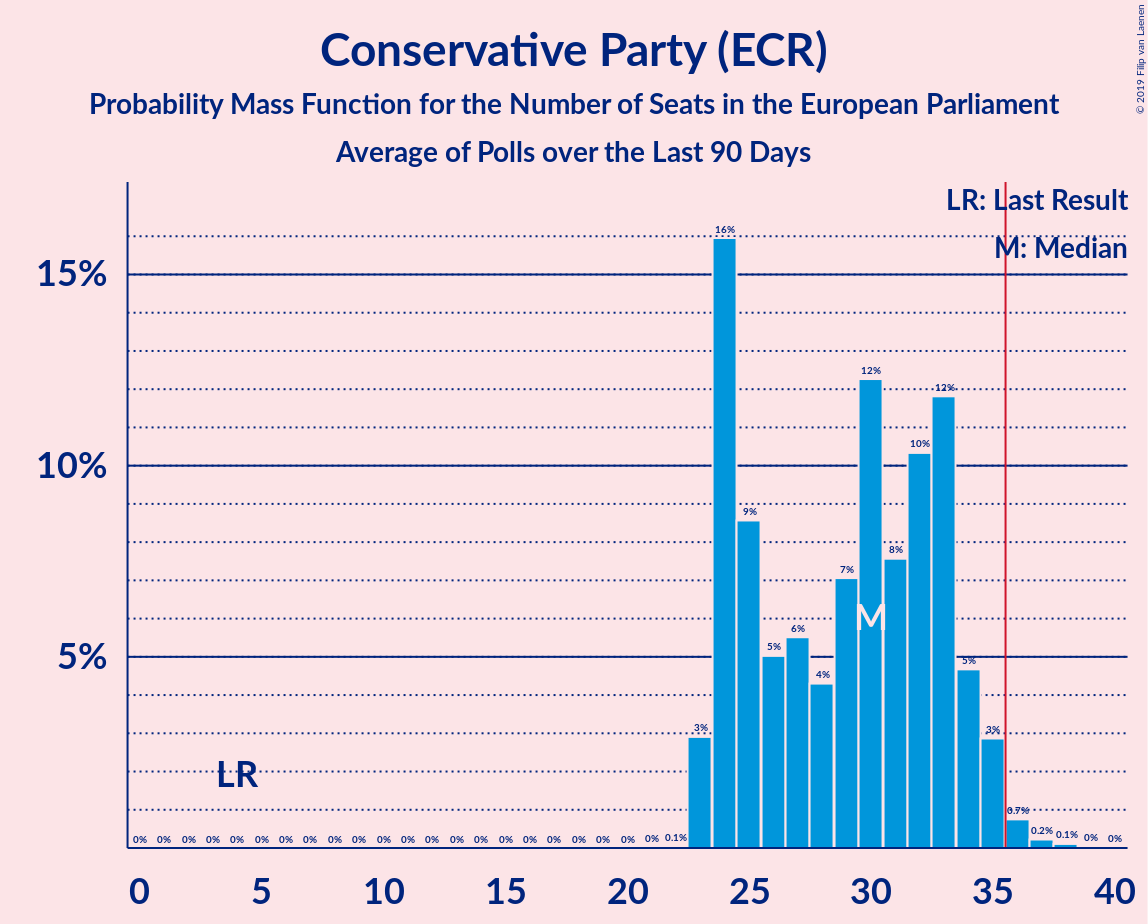 Conservative Party (ECR)
Probability Mass Function for the Number of Seats in the European Parliament
Average of Polls over the Last 90 Days
© 2019 Filip van Laenen
LR: Last Result
M: Median
15%
10%
5%
16%
9%
5%
6%
4%
7%
12%
8%
10%
12%
5%
3%
3%
M
LR
0% 0% 0% 0% 0% 0% 0% 0% 0% 0% 0% 0% 0% 0% 0% 0% 0% 0% 0% 0% 0% 0% 0.1%
0.7% 0.2% 0.1% 0% 0%
0 5 10 15 20 25 30 35 40